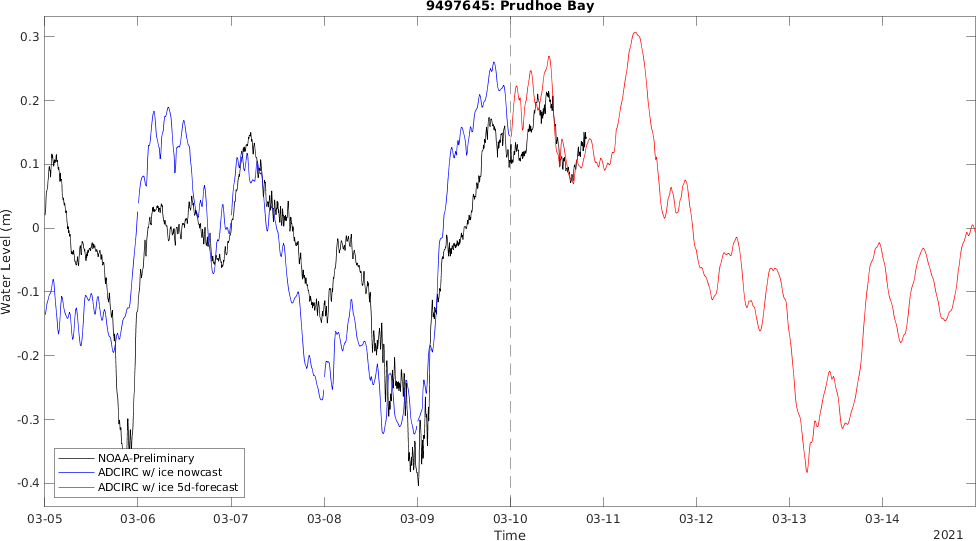 9497645: Prudhoe Bay
0.3
0.2
0.1
0
-0.1
-0.2
-0.3
-0.4
Water Level (m)
NOAA-Preliminary
ADCIRC w/ ice nowcast
ADCIRC w/ ice 5d-forecast
03-05 03-06 03-07 03-08 03-09 03-10 03-11 03-12 03-13 03-14
Time
2021